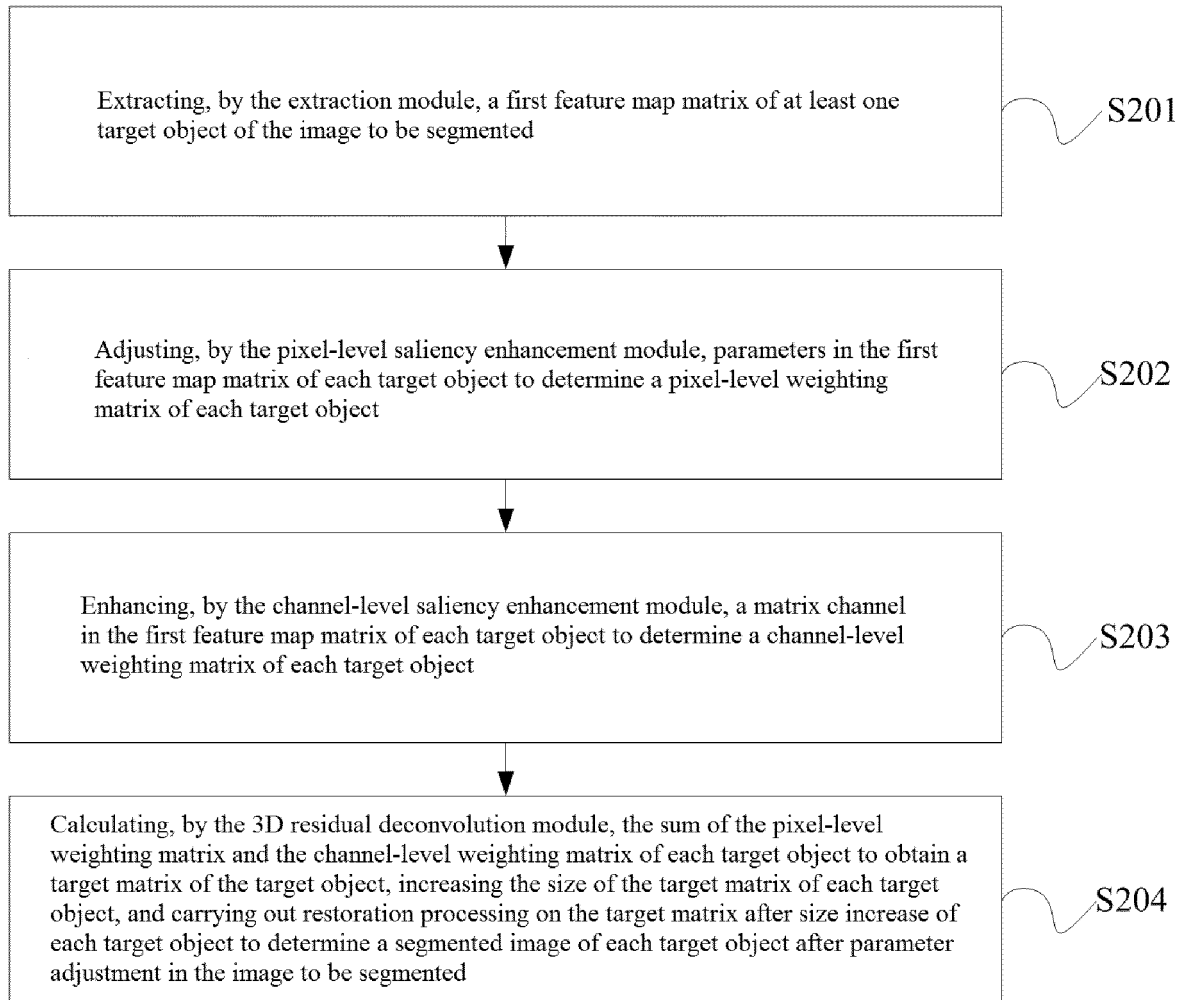 Extracting, by the extraction module, a first feature map matrix of at least one
target object of the image to be segmented
S201
Adjusting, by the pixel-level saliency enhancement module, parameters in the first
feature map matrix of each target object to determine a pixel-level weighting
matrix of each target object
S202
Enhancing, by the channel-level saliency enhancement module, a matrix channel
in the first feature map matrix of each target object to determine a channel-level
weighting matrix of each target object
S203
Calculating, by the 3D residual deconvolution module, the sum of the pixel-level
weighting matrix and the channel-level weighting matrix of each target object to obtain a
target matrix of the target object, increasing the size of the target matrix of each target
object, and carrying out restoration processing on the target matrix after size increase of
each target object to determine a segmented image of each target object after parameter
adjustment in the image to be segmented
S204